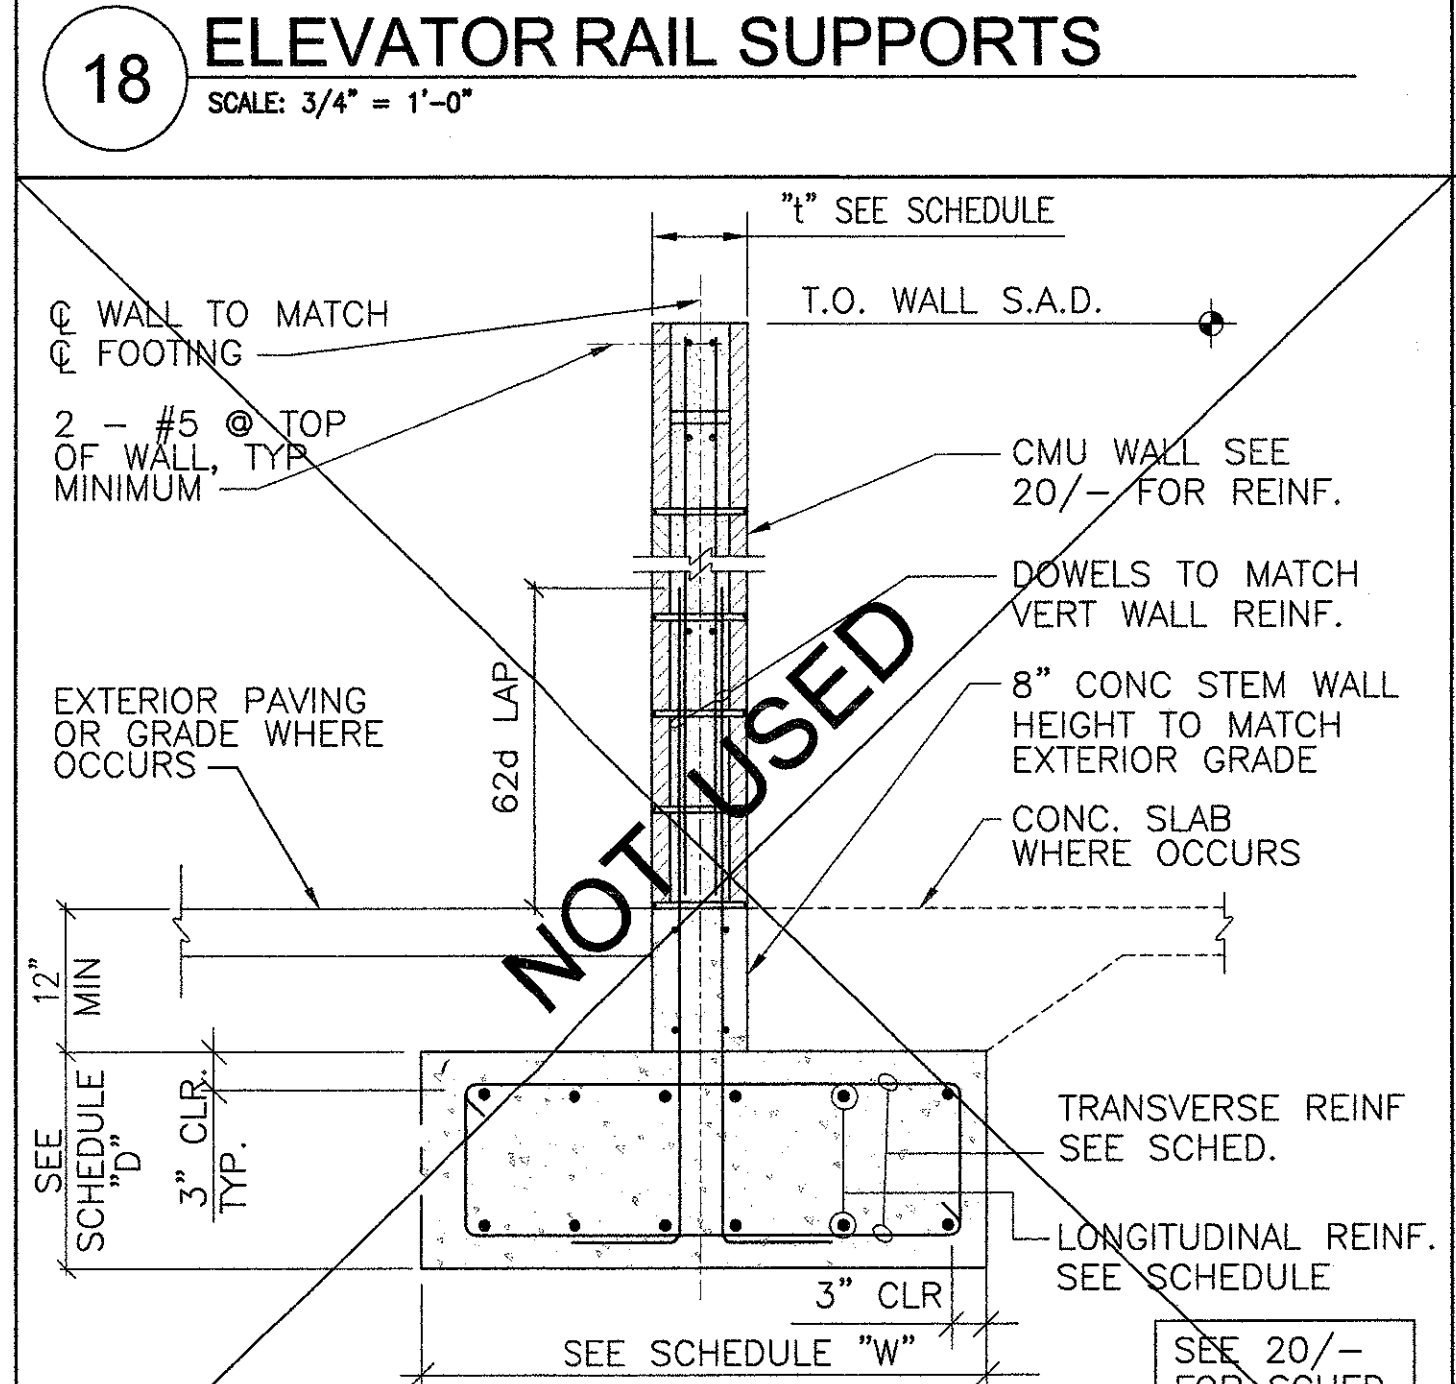 18
ELEVATOR RAIL SUPPORTS
SCALE: 3/4" = 1'-0"
"t" SEE SCHEDULE
T.O. WALL S.A.D.
℄ WALL TO MATCH
℄ FOOTING
2 - #5 @ TOP
OF WALL, TYP
MINIMUM
CMU WALL SEE
20/- FOR REINF.
DOWELS TO MATCH
VERT WALL REINF.
62d LAP
NOT USED
EXTERIOR PAVING
OR GRADE WHERE
OCCURS
8" CONC STEM WALL
HEIGHT TO MATCH
EXTERIOR GRADE
CONC. SLAB
WHERE OCCURS
12"
MIN
SEE
SCHEDULE
"D"
3" CLR.
TYP.
TRANSVERSE REINF
SEE SCHED.
LONGITUDINAL REINF.
SEE SCHEDULE
3" CLR
SEE SCHEDULE "W"
SEE 20/-
FOR SCHED